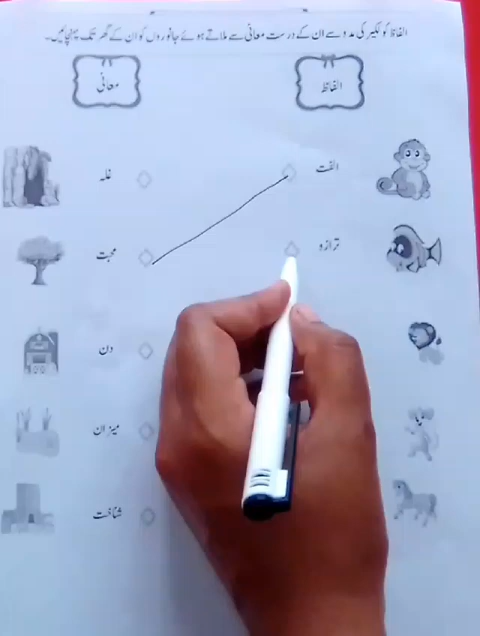 الفاظ کو لکیر کی مدد سے ان کے درست معانی سے ملاتے ہوئے جانوروں کو ان کے گھر تک پہنچائیں۔
الفاظ
معانی
الفت
غلہ
ترازو
محبت
دن
میزان
شناخت